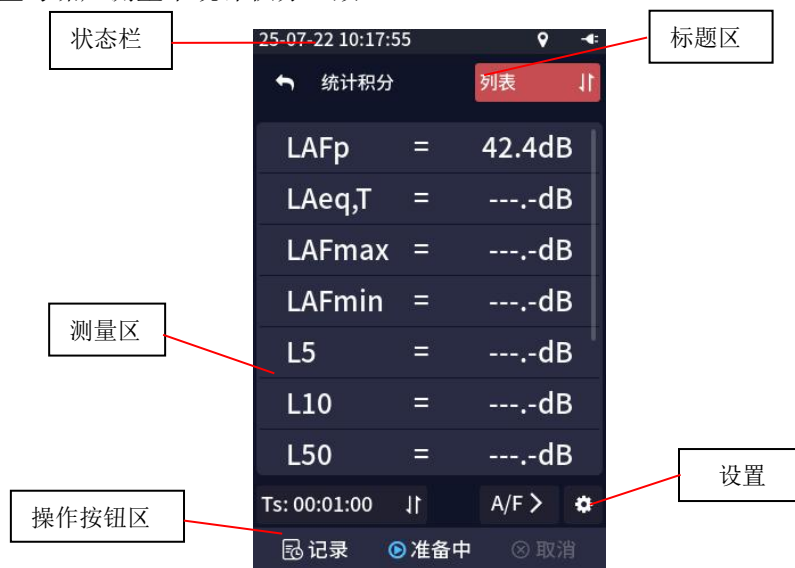 状态栏
标题区
25-07-22 10:17:55
统计积分 列表
LAFp = 42.4dB
LAeq,T = ---.-dB
LAFmax = ---.-dB
LAFmin = ---.-dB
测量区
L5 = ---.-dB
L10 = ---.-dB
L50 = ---.-dB
设置
Ts: 00:01:00 A/F >
操作按钮区
记录 准备中 取消